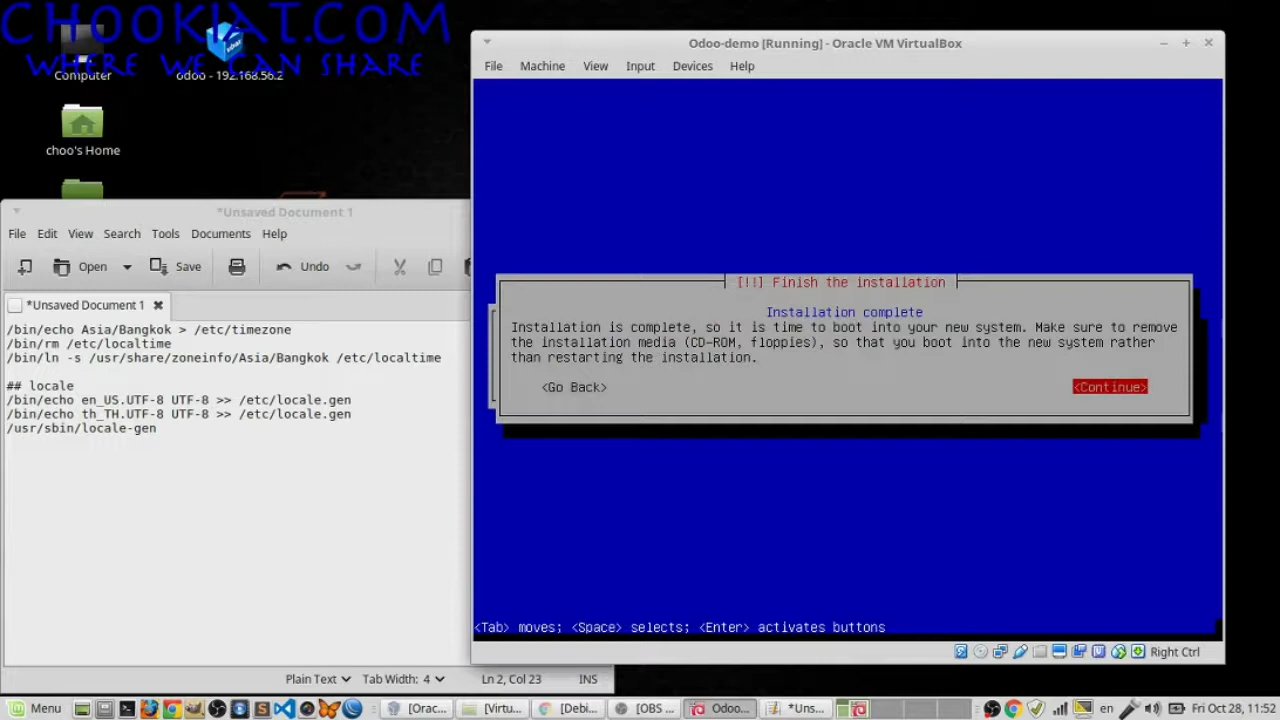 CHOOKIAT.COM
WHERE WE CAN SHARE
Computer
odoo - 192.168.56.2
choo's Home
Odoo-demo [Running] - Oracle VM VirtualBox
File Machine View Input Devices Help
[!!] Finish the installation
Installation complete
Installation is complete, so it is time to boot into your new system. Make sure to remove
the installation media (CD-ROM, floppies), so that you boot into the new system rather
than restarting the installation.
<Go Back> <Continue>
<Tab> moves; <Space> selects; <Enter> activates buttons
Right Ctrl
*Unsaved Document 1
File Edit View Search Tools Documents Help
Open Save Undo
*Unsaved Document 1
/bin/echo Asia/Bangkok > /etc/timezone
/bin/rm /etc/localtime
/bin/ln -s /usr/share/zoneinfo/Asia/Bangkok /etc/localtime
## locale
/bin/echo en_US.UTF-8 UTF-8 >> /etc/locale.gen
/bin/echo th_TH.UTF-8 UTF-8 >> /etc/locale.gen
/usr/sbin/locale-gen
Plain Text Tab Width: 4 Ln 2, Col 23 INS
Menu [Orac... [Virtu... [Debi... [OBS ... Odoo... *Uns... en Fri Oct 28, 11:52